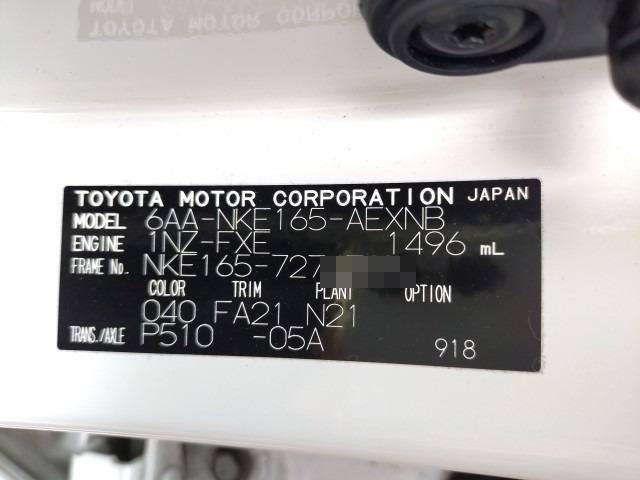 TOYOTA MOTOR CORPORATION JAPAN
MODEL 6AA-NKE165-AEXNB
ENGINE 1NZ-FXE 1496 mL
FRAME No. NKE165-727
COLOR TRIM PLANT OPTION
040 FA21 N21
TRANS./AXLE P510 -05A
918